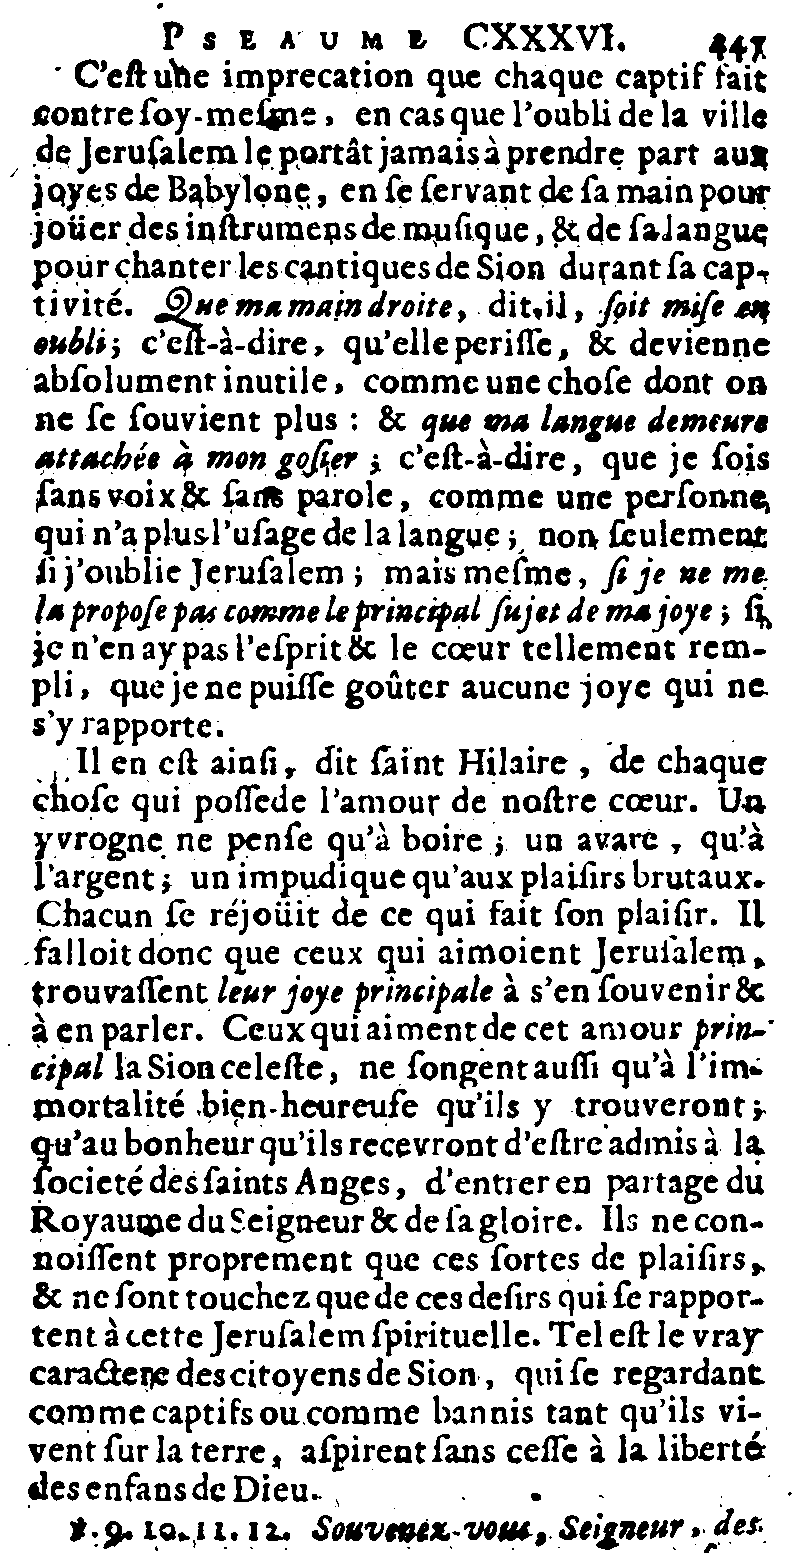 PSEAUME CXXXVI. 441
C'eſt une imprecation que chaque captif fait
contre ſoy-meſme, en cas que l'oubli de la ville
de Jeruſalem le portât jamais à prendre part aux
joyes de Babylone, en ſe ſervant de ſa main pour
joüer des inſtrumens de muſique, & de ſa langue
pour chanter les cantiques de Sion durant ſa cap-
tivité. Que ma main droite, dit-il, ſoit miſe en
oubli; c'eſt-à-dire, qu'elle periſſe, & devienne
abſolument inutile, comme une choſe dont on
ne ſe ſouvient plus : & que ma langue demeure
attachée à mon goſier ; c'eſt-à-dire, que je ſois
ſans voix & ſans parole, comme une perſonne
qui n'a plus l'uſage de la langue; non ſeulement
ſi j'oublie Jeruſalem ; mais meſme, ſi je ne me
la propoſe pas comme le principal ſujet de ma joye ; ſi
je n'en ay pas l'eſprit & le cœur tellement rem-
pli, que je ne puiſſe goûter aucune joye qui ne
s'y rapporte.
Il en eſt ainſi, dit ſaint Hilaire, de chaque
choſe qui poſſede l'amour de noſtre cœur. Un
yvrogne ne penſe qu'à boire ; un avare, qu'à
l'argent; un impudique qu'aux plaiſirs brutaux.
Chacun ſe réjoüit de ce qui fait ſon plaiſir. Il
falloit donc que ceux qui aimoient Jeruſalem,
trouvaſſent leur joye principale à s'en ſouvenir &
à en parler. Ceux qui aiment de cet amour prin-
cipal la Sion celeſte, ne ſongent auſſi qu'à l'im-
mortalité bien-heureuſe qu'ils y trouveront;
qu'au bonheur qu'ils recevront d'eſtre admis à la
ſocieté des ſaints Anges, d'entrer en partage du
Royaume du Seigneur & de ſa gloire. Ils ne con-
noiſſent proprement que ces ſortes de plaiſirs,
& ne ſont touchez que de ces deſirs qui ſe rappor-
tent à cette Jeruſalem ſpirituelle. Tel eſt le vray
caractere des citoyens de Sion, qui ſe regardant
comme captifs ou comme bannis tant qu'ils vi-
vent ſur la terre, aſpirent ſans ceſſe à la liberté
des enfans de Dieu.
℣. 9. 10. 11. 12. Souvenez-vous, Seigneur, des